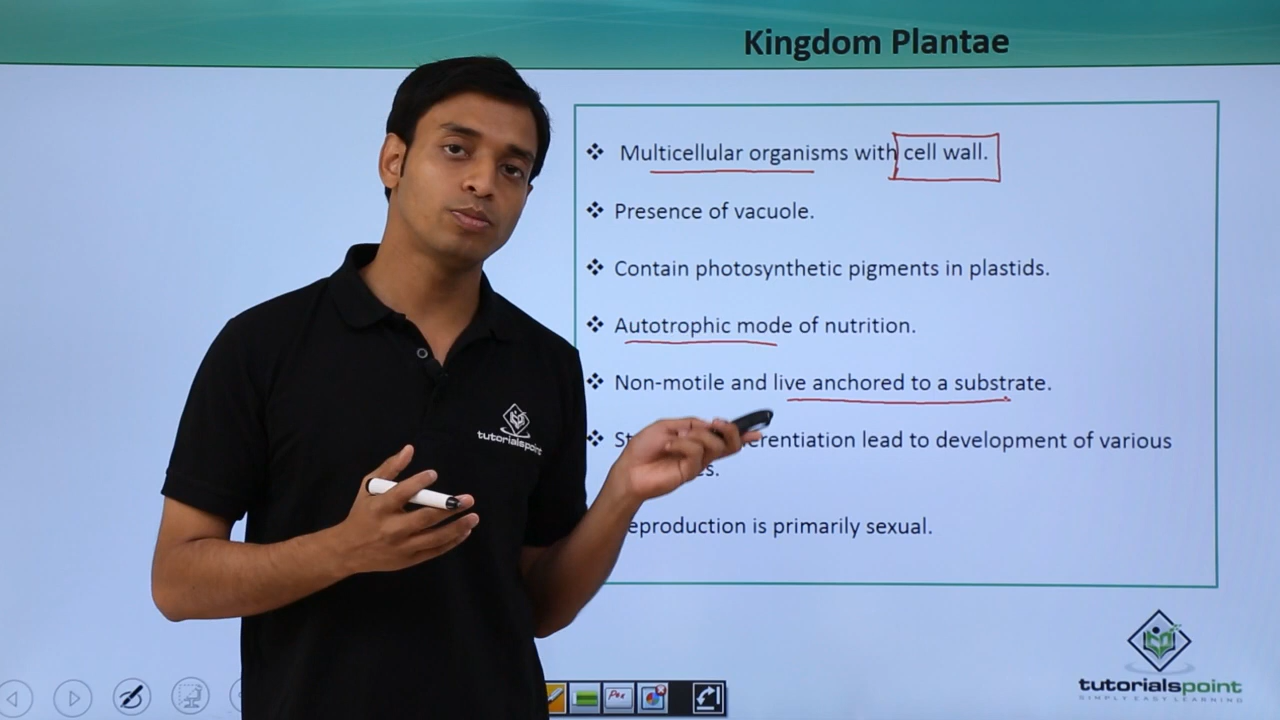 Kingdom Plantae
Multicellular organisms with cell wall.
Presence of vacuole.
Contain photosynthetic pigments in plastids.
Autotrophic mode of nutrition.
Non-motile and live anchored to a substrate.
erentiation lead to development of various
es.
eproduction is primarily sexual.
tutorialspoint
tutorialspoint
SIMPLY EASY LEARNING